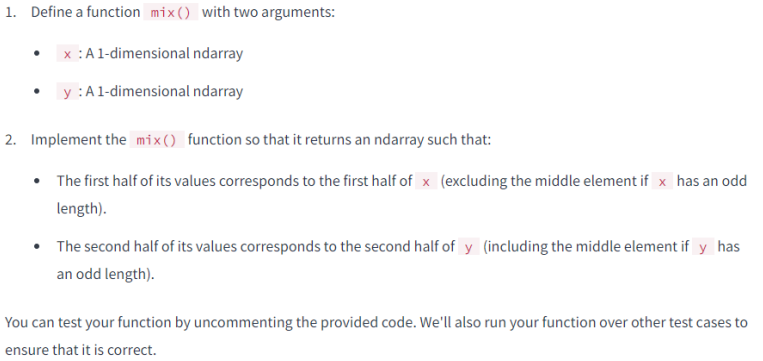 1. Define a function mix() with two arguments:
• x : A 1-dimensional ndarray
• y : A 1-dimensional ndarray
2. Implement the mix() function so that it returns an ndarray such that:
• The first half of its values corresponds to the first half of x (excluding the middle element if x has an odd
length).
• The second half of its values corresponds to the second half of y (including the middle element if y has
an odd length).
You can test your function by uncommenting the provided code. We'll also run your function over other test cases to
ensure that it is correct.